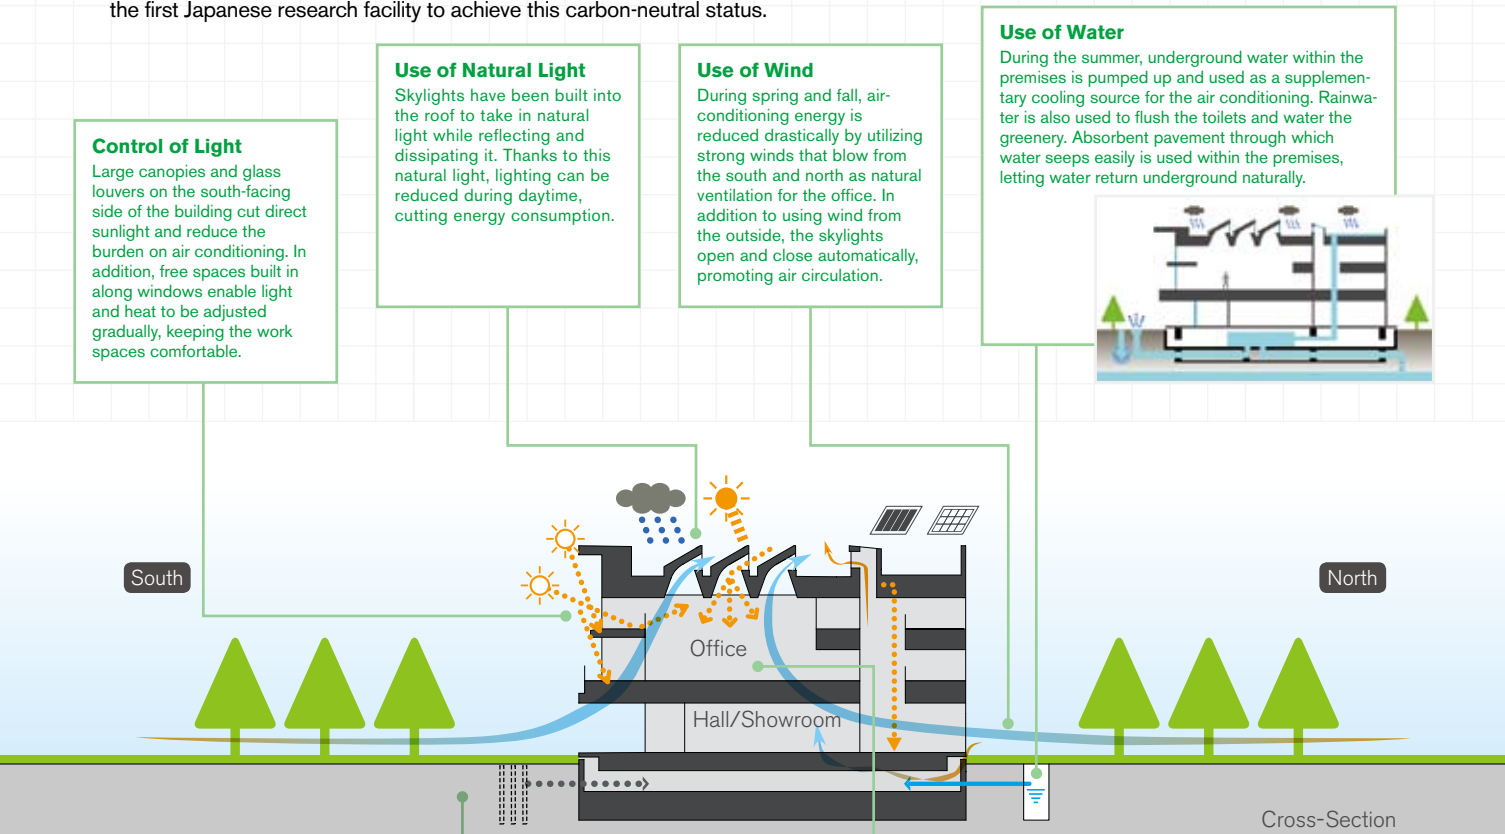 the first Japanese research facility to achieve this carbon-neutral status.
Control of Light
Large canopies and glass
louvers on the south-facing
side of the building cut direct
sunlight and reduce the
burden on air conditioning. In
addition, free spaces built in
along windows enable light
and heat to be adjusted
gradually, keeping the work
spaces comfortable.
Use of Natural Light
Skylights have been built into
the roof to take in natural
light while reflecting and
dissipating it. Thanks to this
natural light, lighting can be
reduced during daytime,
cutting energy consumption.
Use of Wind
During spring and fall, air-
conditioning energy is
reduced drastically by utilizing
strong winds that blow from
the south and north as natural
ventilation for the office. In
addition to using wind from
the outside, the skylights
open and close automatically,
promoting air circulation.
Use of Water
During the summer, underground water within the
premises is pumped up and used as a supplemen-
tary cooling source for the air conditioning. Rainwa-
ter is also used to flush the toilets and water the
greenery. Absorbent pavement through which
water seeps easily is used within the premises,
letting water return underground naturally.
South
North
Office
Hall/Showroom
Cross-Section